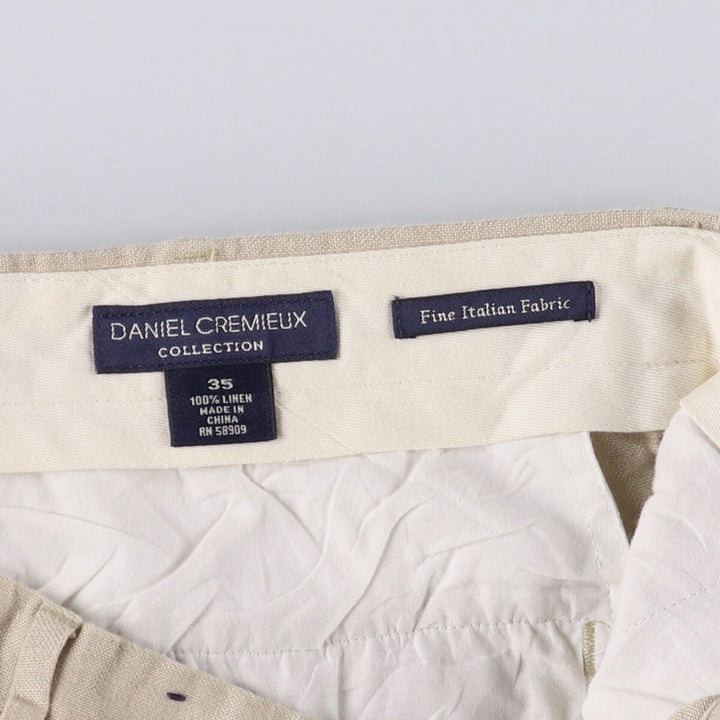 DANIEL CREMIEUX
COLLECTION
35
100% LINEN
MADE IN
CHINA
RN 58909
Fine Italian Fabric